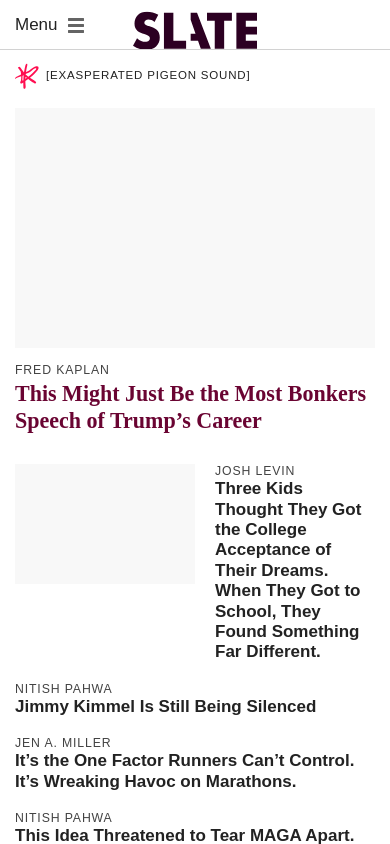 Menu
SLATE
[EXASPERATED PIGEON SOUND]
FRED KAPLAN
This Might Just Be the Most Bonkers
Speech of Trump’s Career
JOSH LEVIN
Three Kids
Thought They Got
the College
Acceptance of
Their Dreams.
When They Got to
School, They
Found Something
Far Different.
NITISH PAHWA
Jimmy Kimmel Is Still Being Silenced
JEN A. MILLER
It’s the One Factor Runners Can’t Control.
It’s Wreaking Havoc on Marathons.
NITISH PAHWA
This Idea Threatened to Tear MAGA Apart.